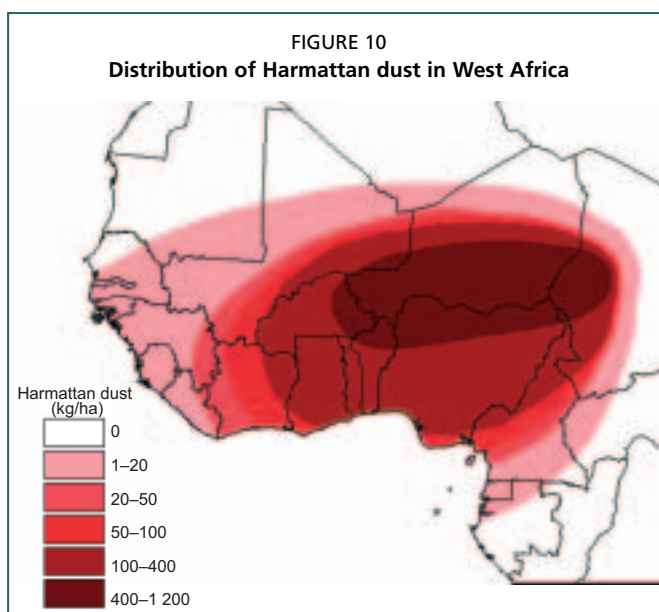 FIGURE 10
Distribution of Harmattan dust in West Africa
Harmattan dust
(kg/ha)
0
1–20
20–50
50–100
100–400
400–1 200